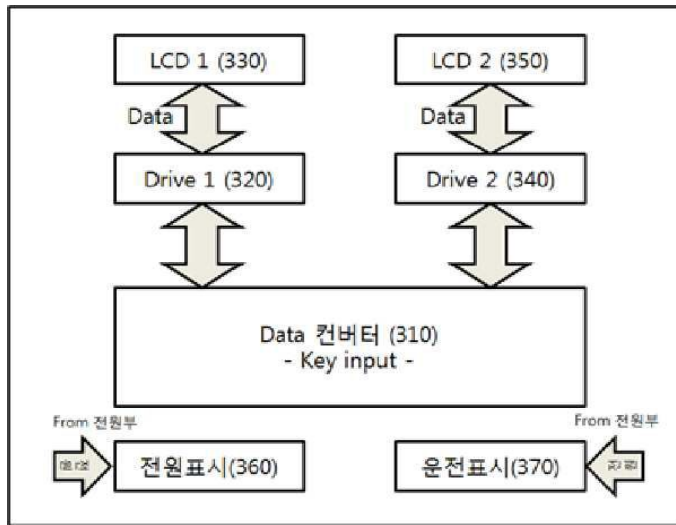 LCD 1 (330)
LCD 2 (350)
Data
Data
Drive 1 (320)
Drive 2 (340)
Data 컨버터 (310)
- Key input -
From 전원부
From 전원부
전원표시(360)
운전표시(370)